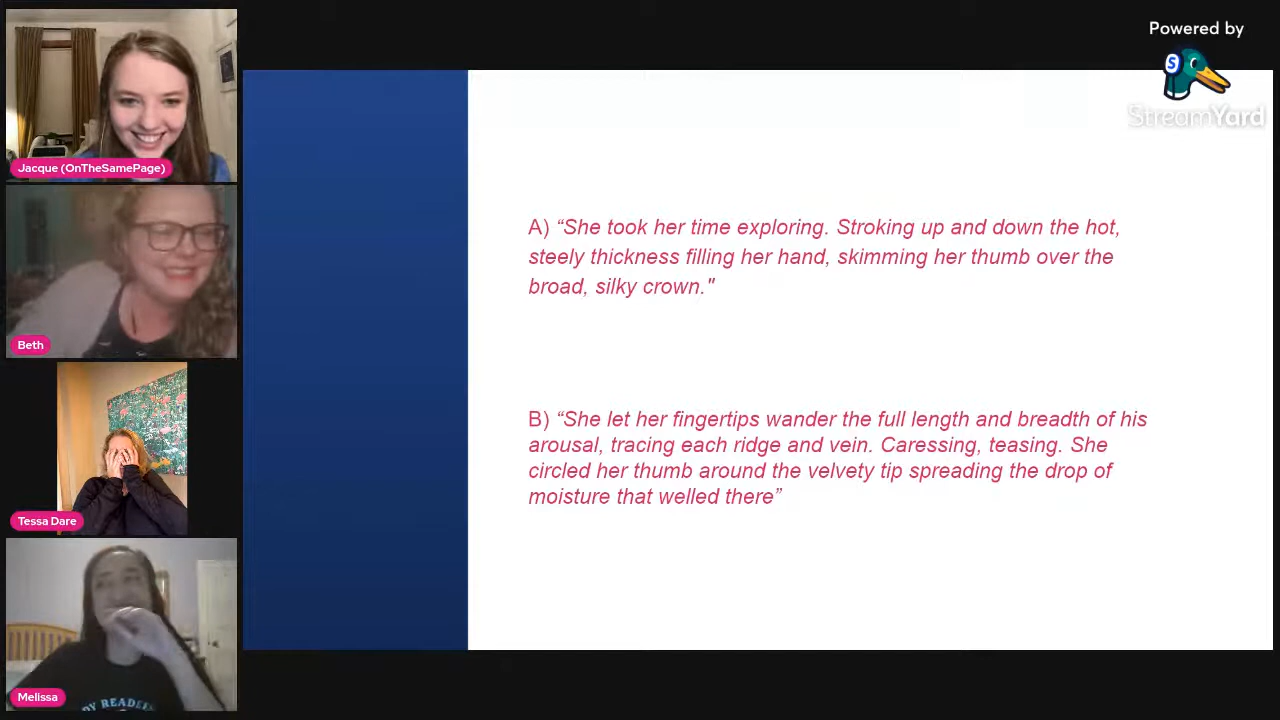 Powered by
StreamYard
Jacque (OnTheSamePage)
Beth
Tessa Dare
Melissa
A) “She took her time exploring. Stroking up and down the hot,
steely thickness filling her hand, skimming her thumb over the
broad, silky crown."
B) “She let her fingertips wander the full length and breadth of his
arousal, tracing each ridge and vein. Caressing, teasing. She
circled her thumb around the velvety tip spreading the drop of
moisture that welled there”